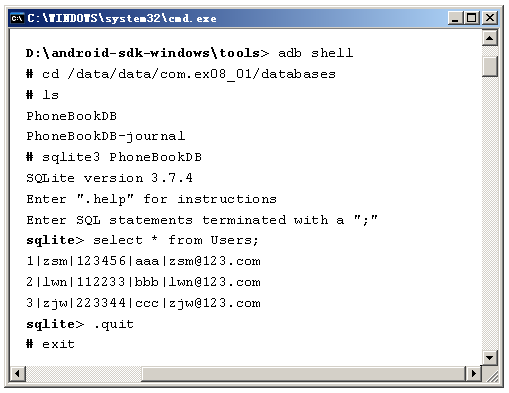 C:\WINDOWS\system32\cmd.exe
D:\android-sdk-windows\tools> adb shell
# cd /data/data/com.ex08_01/databases
# ls
PhoneBookDB
PhoneBookDB-journal
# sqlite3 PhoneBookDB
SQLite version 3.7.4
Enter ".help" for instructions
Enter SQL statements terminated with a ";"
sqlite> select * from Users;
1|zsm|123456|aaa|zsm@123.com
2|lwn|112233|bbb|lwn@123.com
3|zjw|223344|ccc|zjw@123.com
sqlite> .quit
# exit